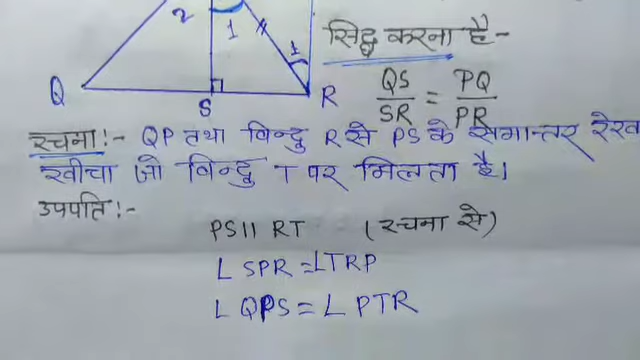 2
1
1
सिद्ध करना है-
Q
S
R
QS/SR = PQ/PR
रचना:- QP तथा विन्दु R से PS के समान्तर रेख
खीचा जो विन्दु T पर मिलता है।
उपपति:-
PS || RT (रचना से)
∠ SPR = ∠TRP
∠ QPS = ∠ PTR